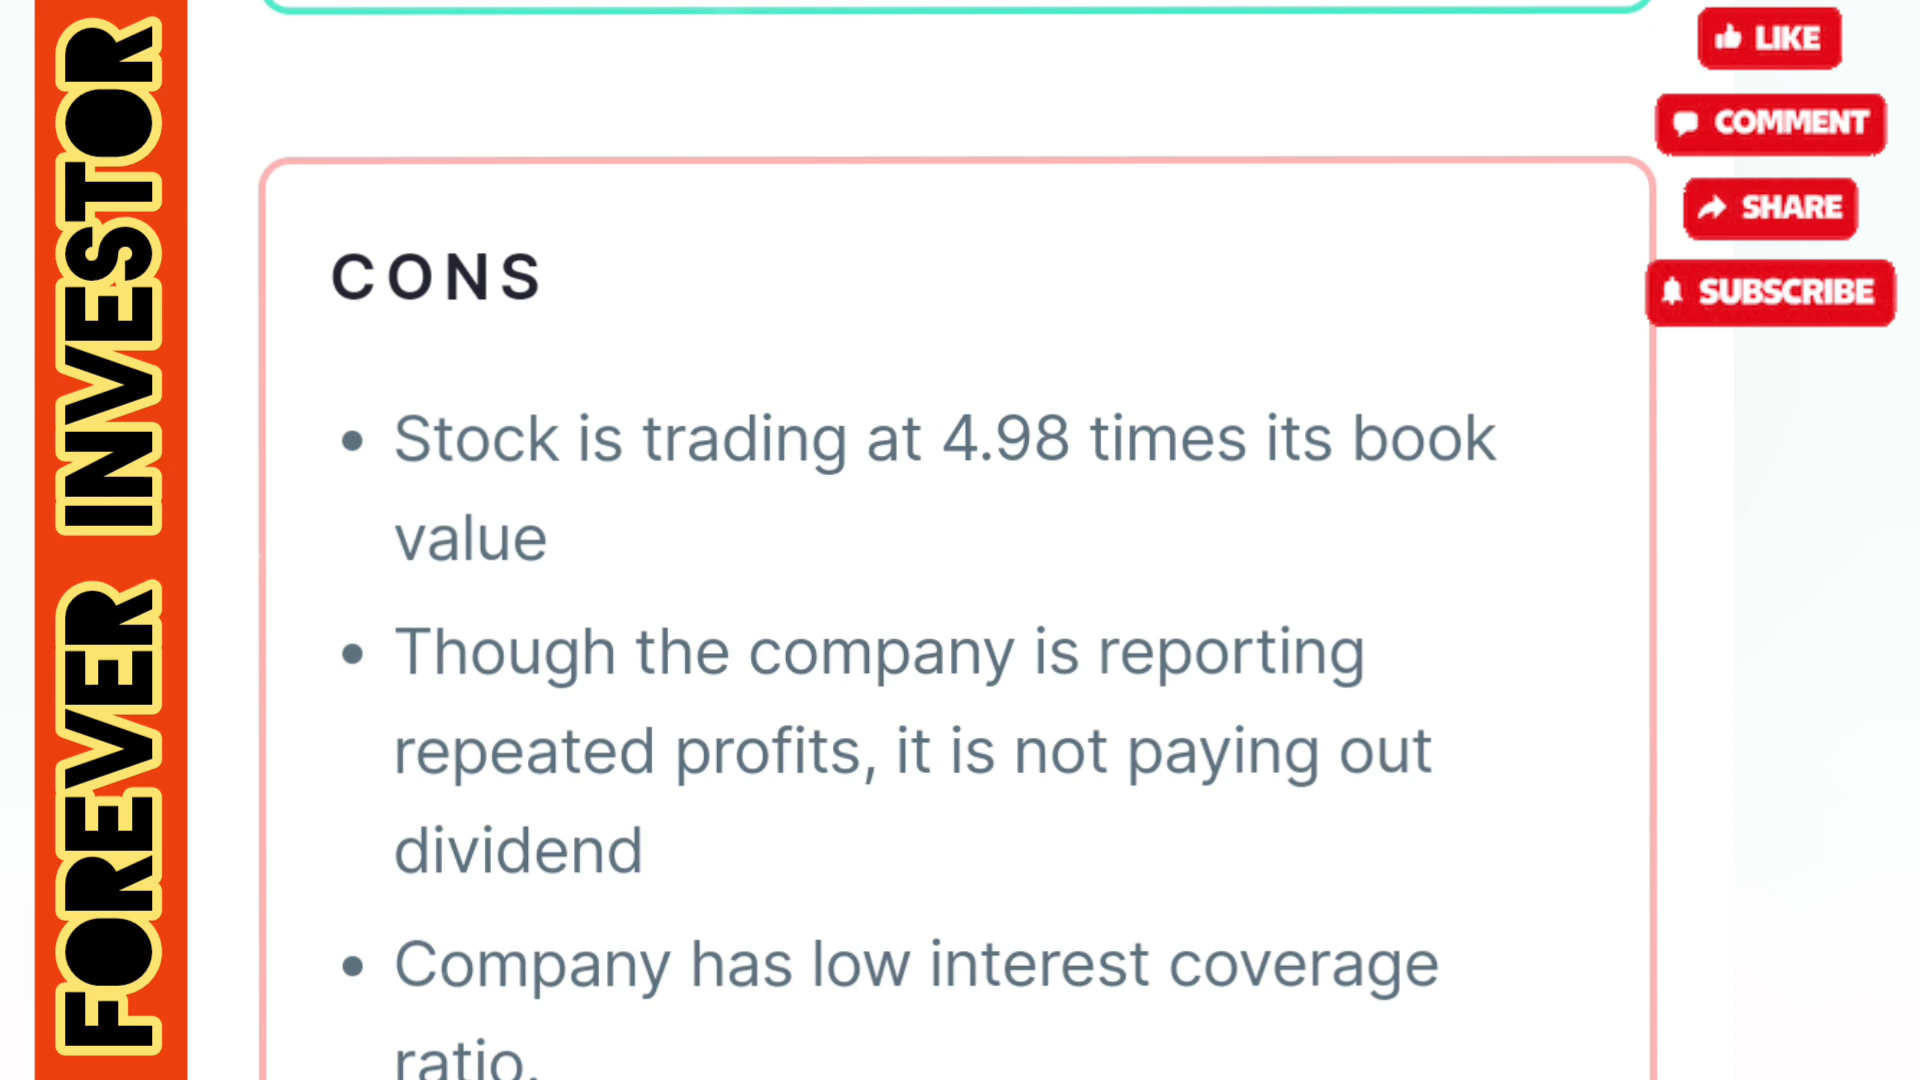 FOREVER INVESTOR
LIKE
COMMENT
SHARE
SUBSCRIBE
CONS
• Stock is trading at 4.98 times its book
value
• Though the company is reporting
repeated profits, it is not paying out
dividend
• Company has low interest coverage
ratio.